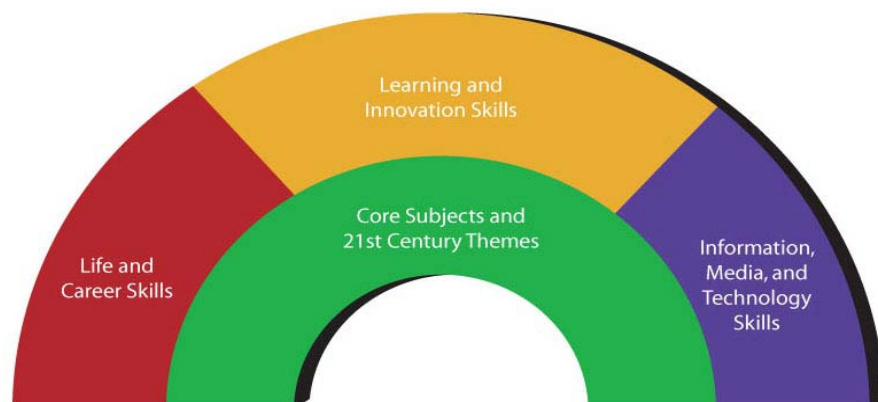 Learning and
Innovation Skills
Core Subjects and
21st Century Themes
Life and
Career Skills
Information,
Media, and
Technology
Skills